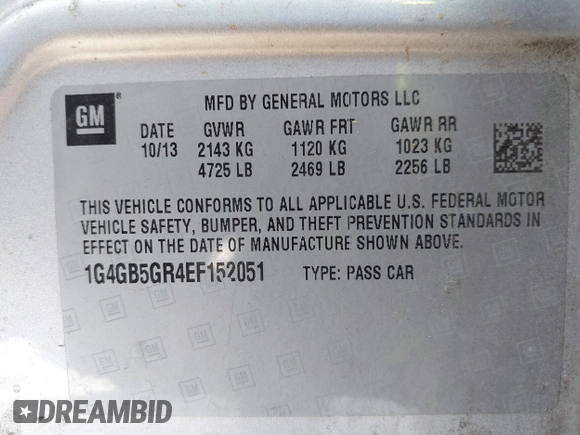 GM ® MFD BY GENERAL MOTORS LLC
DATE GVWR GAWR FRT GAWR RR
10/13 2143 KG 1120 KG 1023 KG
4725 LB 2469 LB 2256 LB
THIS VEHICLE CONFORMS TO ALL APPLICABLE U.S. FEDERAL MOTOR
VEHICLE SAFETY, BUMPER, AND THEFT PREVENTION STANDARDS IN
EFFECT ON THE DATE OF MANUFACTURE SHOWN ABOVE.
1G4GB5GR4EF152051 TYPE: PASS CAR
DREAMBID